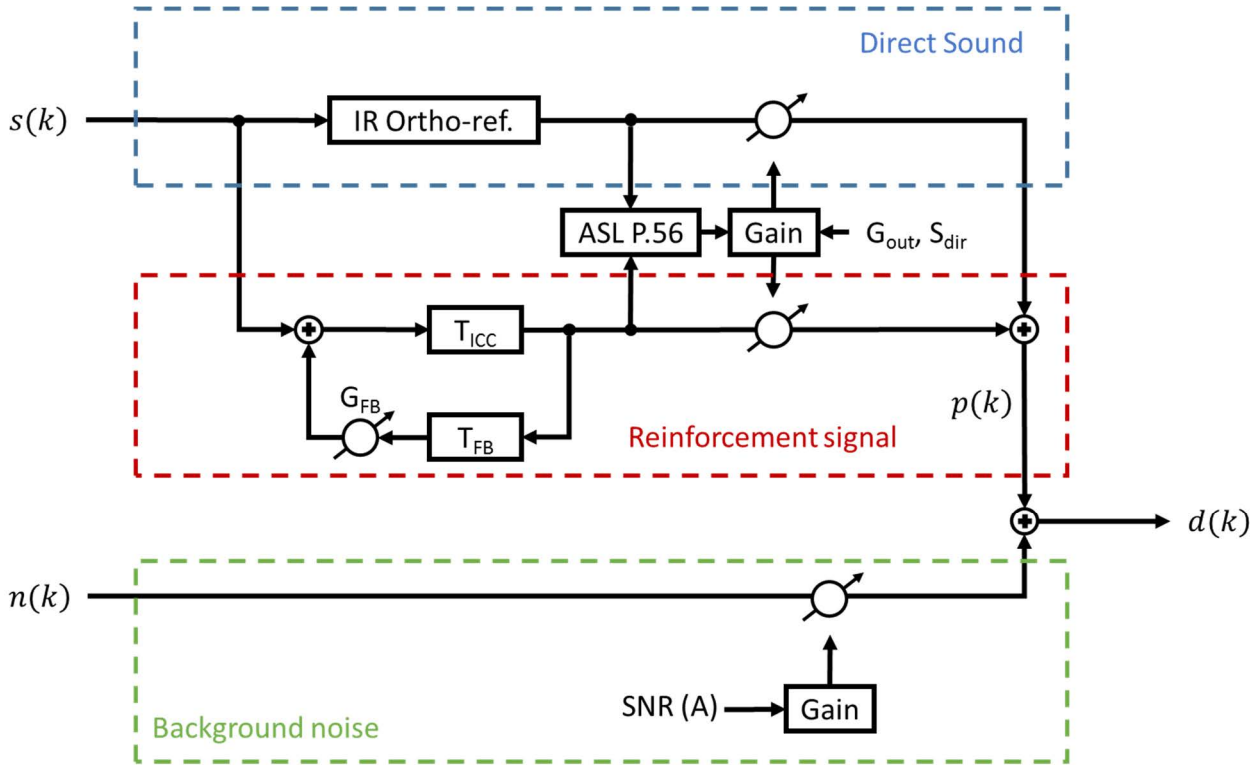 Direct Sound
s(k)
IR Ortho-ref.
ASL P.56
Gain
G_out, S_dir
T_ICC
G_FB
T_FB
Reinforcement signal
p(k)
d(k)
n(k)
SNR (A)
Gain
Background noise